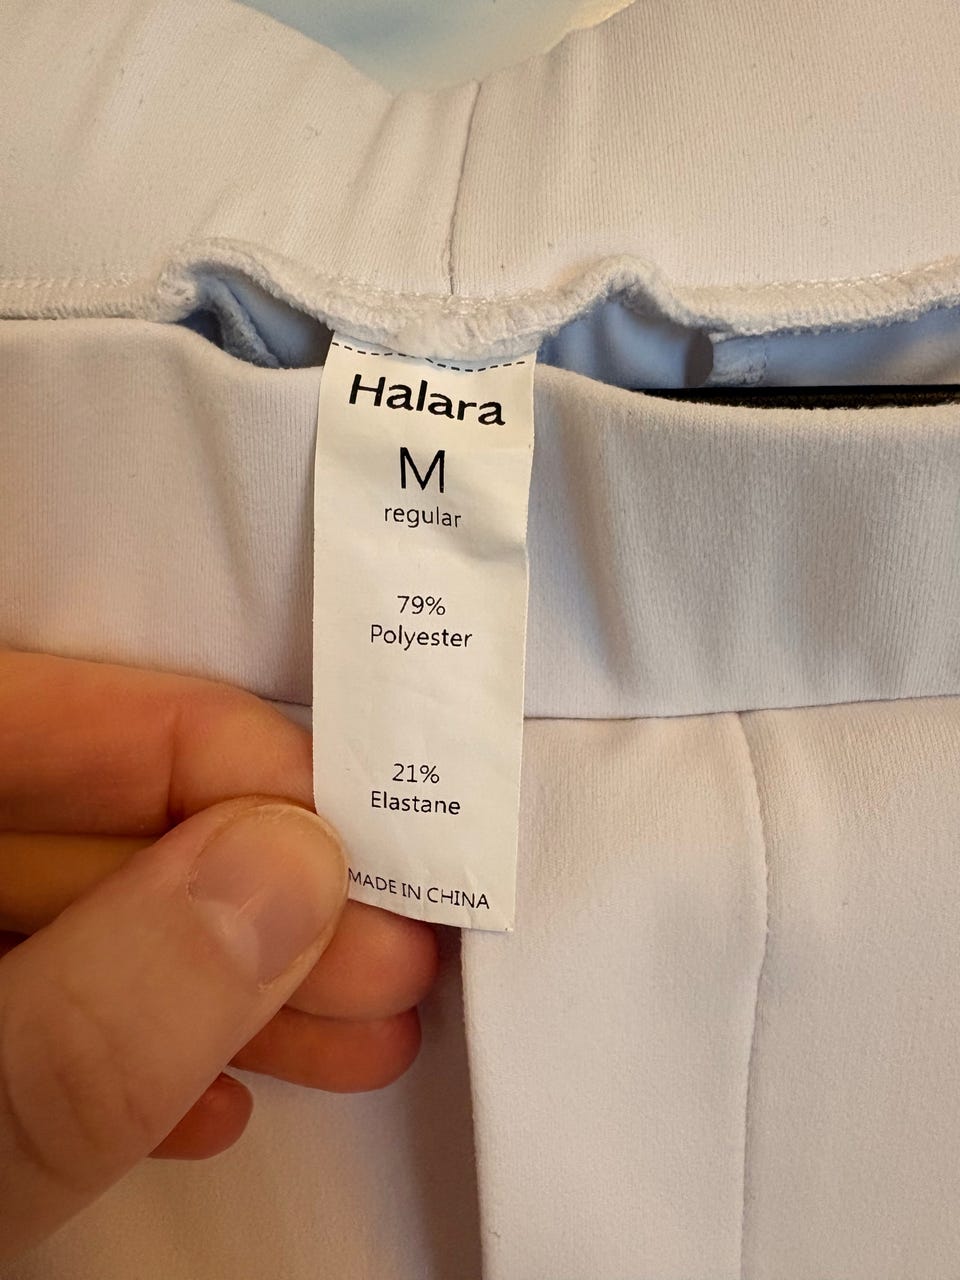 Halara
M
regular
79%
Polyester
21%
Elastane
MADE IN CHINA